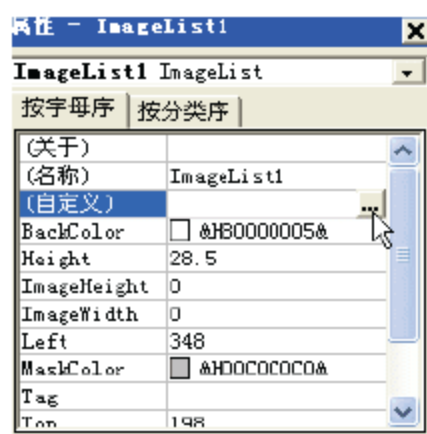 属性 - ImageList1
ImageList1 ImageList
按字母序 按分类序
(关于)
(名称) ImageList1
(自定义) ...
BackColor &H80000005&
Height 28.5
ImageHeight 0
ImageWidth 0
Left 348
MaskColor &H00C0C0C0&
Tag
Top 198